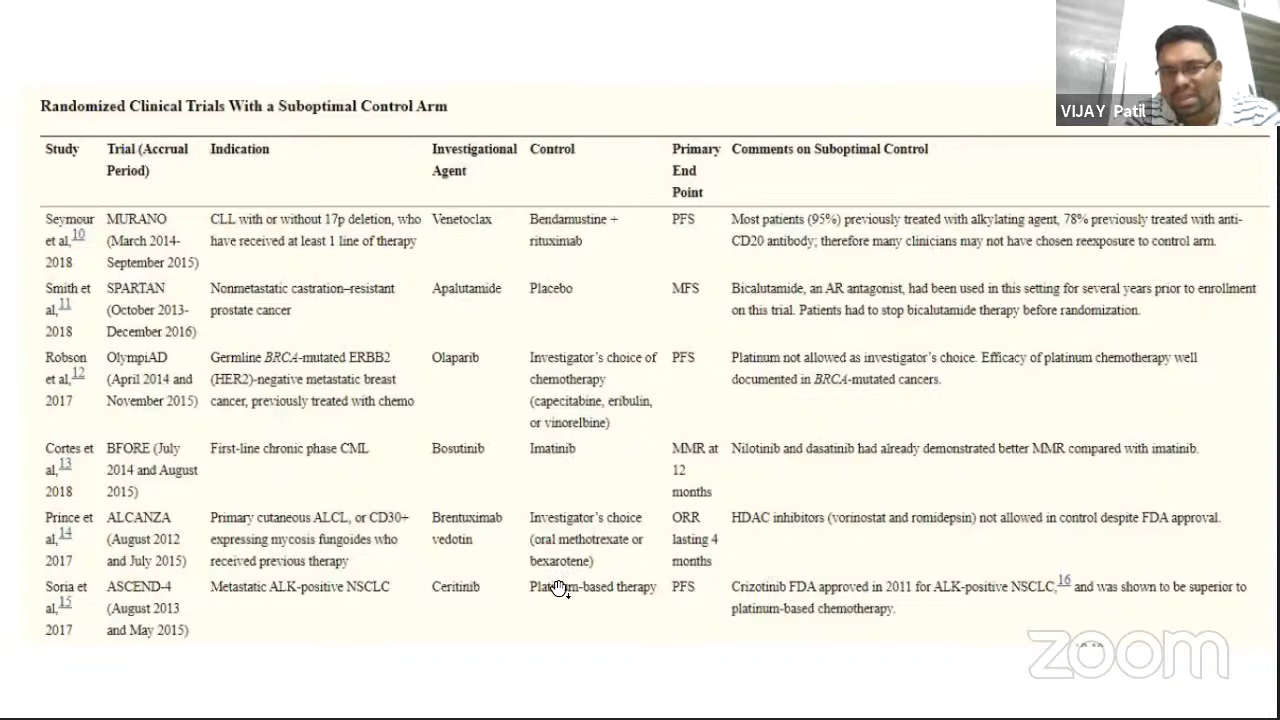 VIJAY Patil
Randomized Clinical Trials With a Suboptimal Control Arm
Study Trial (Accrual Period) Indication Investigational Agent Control Primary End Point Comments on Suboptimal Control
Seymour et al,10 2018 MURANO (March 2014-September 2015) CLL with or without 17p deletion, who have received at least 1 line of therapy Venetoclax Bendamustine + rituximab PFS Most patients (95%) previously treated with alkylating agent, 78% previously treated with anti-CD20 antibody; therefore many clinicians may not have chosen reexposure to control arm.
Smith et al,11 2018 SPARTAN (October 2013-December 2016) Nonmetastatic castration–resistant prostate cancer Apalutamide Placebo MFS Bicalutamide, an AR antagonist, had been used in this setting for several years prior to enrollment on this trial. Patients had to stop bicalutamide therapy before randomization.
Robson et al,12 2017 OlympiAD (April 2014 and November 2015) Germline BRCA-mutated ERBB2 (HER2)-negative metastatic breast cancer, previously treated with chemo Olaparib Investigator’s choice of chemotherapy (capecitabine, eribulin, or vinorelbine) PFS Platinum not allowed as investigator’s choice. Efficacy of platinum chemotherapy well documented in BRCA-mutated cancers.
Cortes et al,13 2018 BFORE (July 2014 and August 2015) First-line chronic phase CML Bosutinib Imatinib MMR at 12 months Nilotinib and dasatinib had already demonstrated better MMR compared with imatinib.
Prince et al,14 2017 ALCANZA (August 2012 and July 2015) Primary cutaneous ALCL, or CD30+ expressing mycosis fungoides who received previous therapy Brentuximab vedotin Investigator’s choice (oral methotrexate or bexarotene) ORR lasting 4 months HDAC inhibitors (vorinostat and romidepsin) not allowed in control despite FDA approval.
Soria et al,15 2017 ASCEND-4 (August 2013 and May 2015) Metastatic ALK-positive NSCLC Ceritinib Platinum-based therapy PFS Crizotinib FDA approved in 2011 for ALK-positive NSCLC,16 and was shown to be superior to platinum-based chemotherapy.
zoom